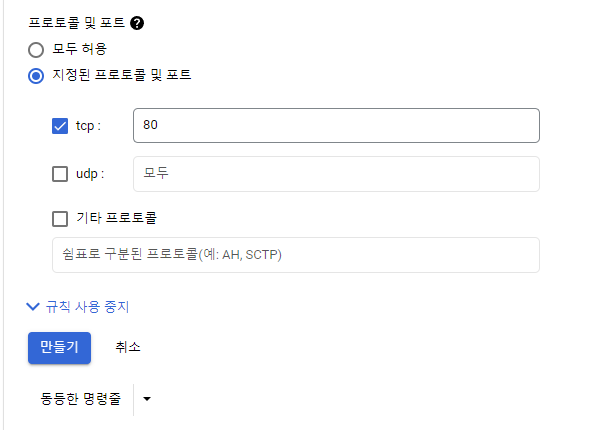 프로토콜 및 포트 ?
모두 허용
지정된 프로토콜 및 포트
tcp : 80
udp : 모두
기타 프로토콜
쉼표로 구분된 프로토콜(예: AH, SCTP)
규칙 사용 중지
만들기 취소
동등한 명령줄